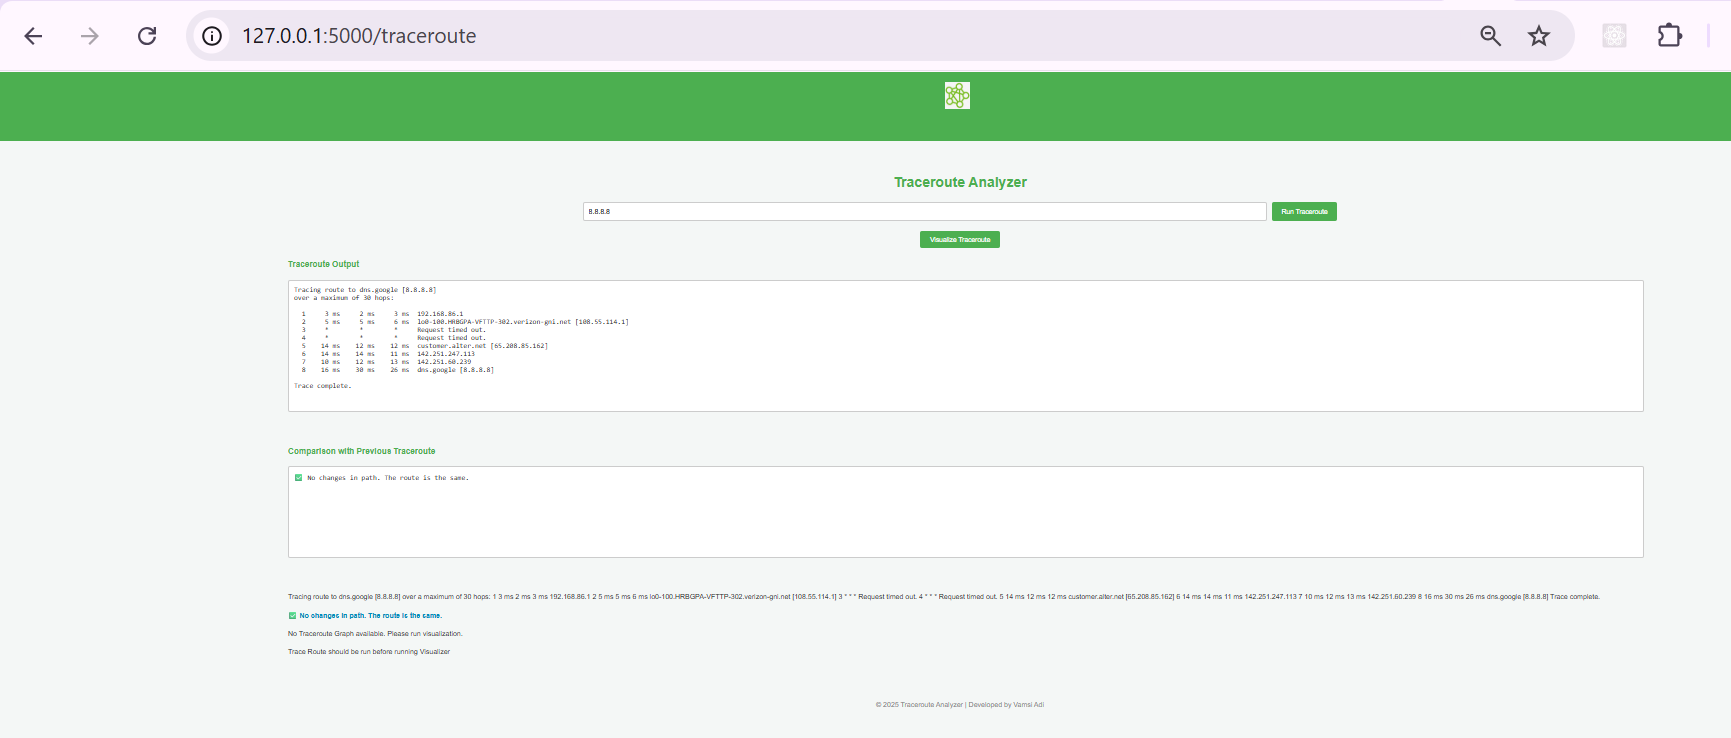 127.0.0.1:5000/traceroute
Traceroute Analyzer
8.8.8.8
Run Traceroute
Visualize Traceroute
Traceroute Output
Tracing route to dns.google [8.8.8.8]
over a maximum of 30 hops:
1 3 ms 2 ms 3 ms 192.168.86.1
2 5 ms 5 ms 6 ms lo0-100.HRBGPA-VFTTP-302.verizon-gni.net [108.55.114.1]
3 * * * Request timed out.
4 * * * Request timed out.
5 14 ms 12 ms 12 ms customer.alter.net [65.208.85.162]
6 14 ms 14 ms 11 ms 142.251.247.113
7 10 ms 12 ms 13 ms 142.251.60.239
8 16 ms 30 ms 26 ms dns.google [8.8.8.8]
Trace complete.
Comparison with Previous Traceroute
✅ No changes in path. The route is the same.
Tracing route to dns.google [8.8.8.8] over a maximum of 30 hops: 1 3 ms 2 ms 3 ms 192.168.86.1 2 5 ms 5 ms 6 ms lo0-100.HRBGPA-VFTTP-302.verizon-gni.net [108.55.114.1] 3 * * * Request timed out. 4 * * * Request timed out. 5 14 ms 12 ms 12 ms customer.alter.net [65.208.85.162] 6 14 ms 14 ms 11 ms 142.251.247.113 7 10 ms 12 ms 13 ms 142.251.60.239 8 16 ms 30 ms 26 ms dns.google [8.8.8.8] Trace complete.
✅ No changes in path. The route is the same.
No Traceroute Graph available. Please run visualization.
Trace Route should be run before running Visualizer
© 2025 Traceroute Analyzer | Developed by Vamsi Adi